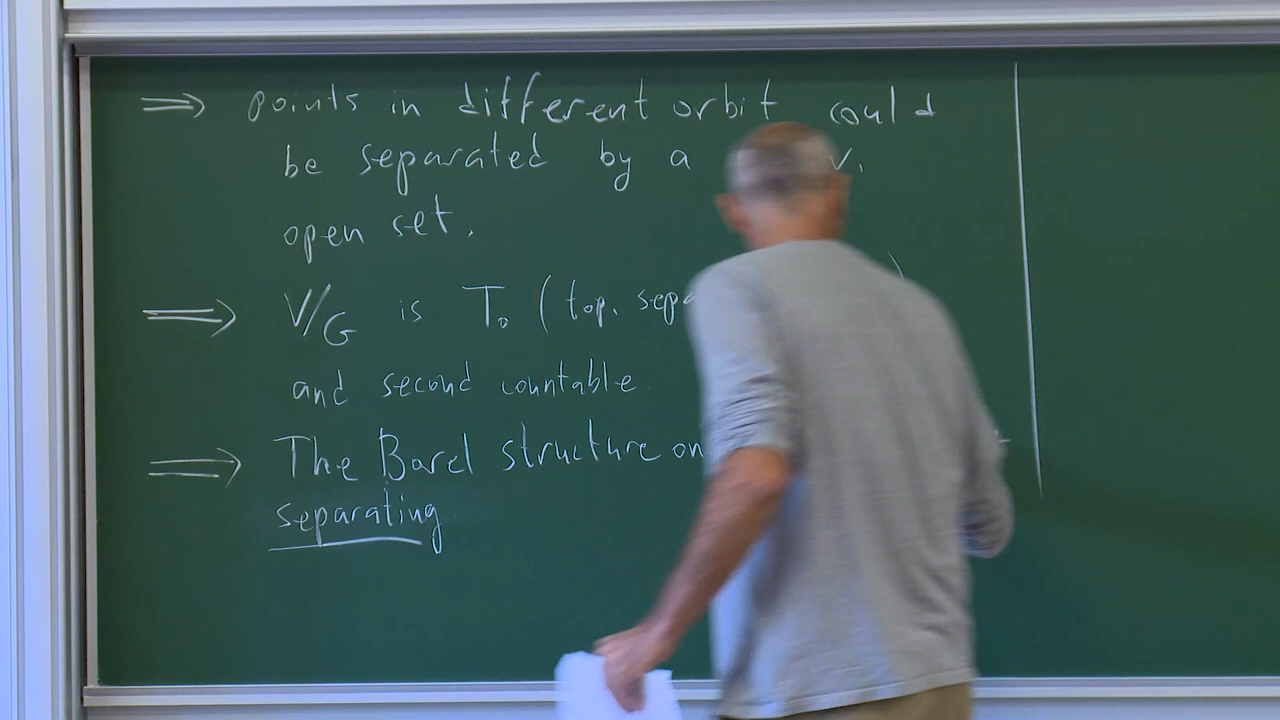 ⟹ points in different orbit could
be separated by a v.
open set.
⟹ V/G is T₀ (top. sepa )
and second countable.
⟹ The Borel structure on
separating